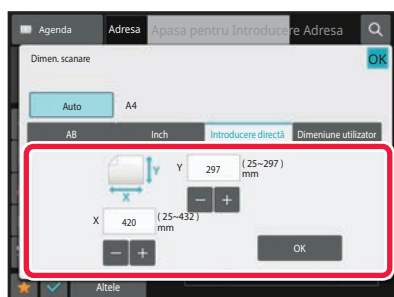 Agenda
Adresa
Apasa pentru Introducere Adresa
Dimen. scanare
OK
Auto
A4
AB
Inch
Introducere directă
Dimeniune utilizator
Y
Y
297
(25~297)
mm
X
X
420
(25~432)
mm
OK
Altele